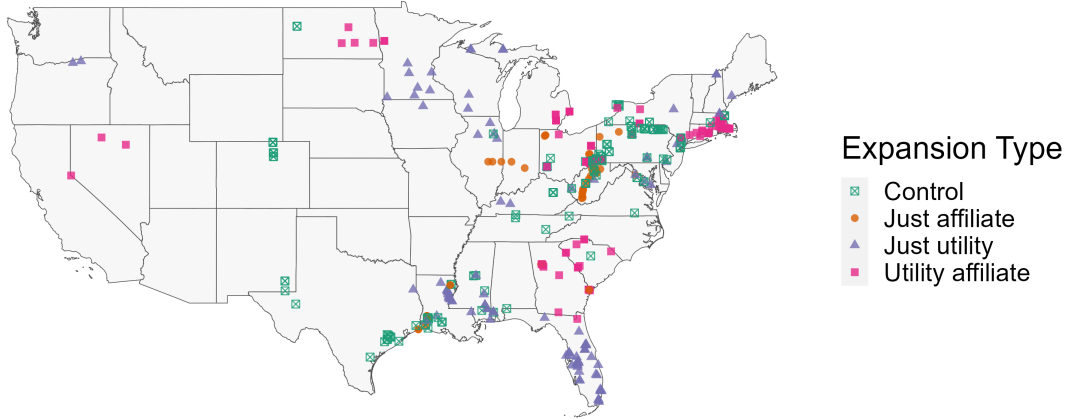 Expansion Type
Control
Just affiliate
Just utility
Utility affiliate